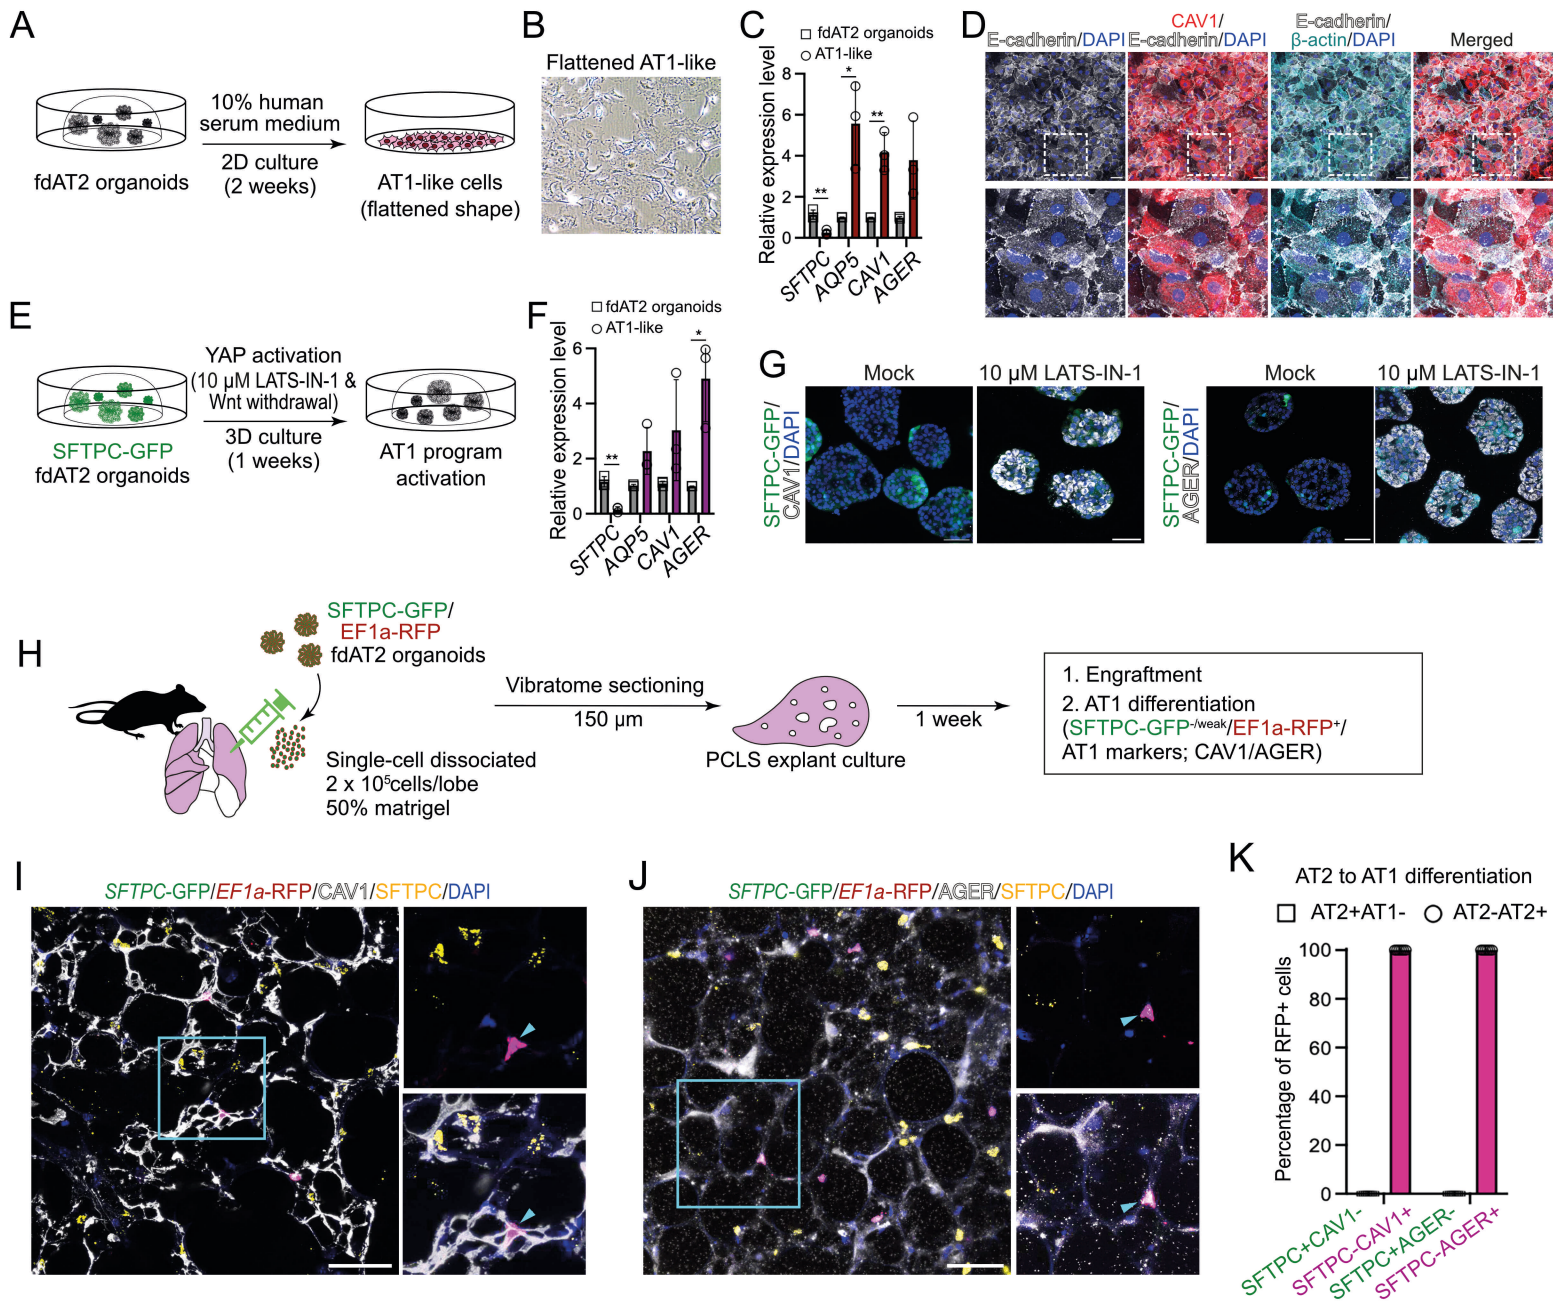 A
10% human
serum medium
2D culture
(2 weeks)
fdAT2 organoids
AT1-like cells
(flattened shape)
B
Flattened AT1-like
C
fdAT2 organoids
AT1-like
Relative expression level
8
6
4
2
0
**
*
**
SFTPC
AQP5
CAV1
AGER
D
E-cadherin/DAPI
CAV1/
E-cadherin/DAPI
E-cadherin/
β-actin/DAPI
Merged
E
YAP activation
(10 µM LATS-IN-1 &
Wnt withdrawal)
3D culture
(1 weeks)
SFTPC-GFP
fdAT2 organoids
AT1 program
activation
F
fdAT2 organoids
AT1-like
Relative expression level
6
4
2
0
**
*
SFTPC
AQP5
CAV1
AGER
G
Mock
10 µM LATS-IN-1
SFTPC-GFP/
CAV1/DAPI
Mock
10 µM LATS-IN-1
SFTPC-GFP/
AGER/DAPI
H
SFTPC-GFP/
EF1a-RFP
fdAT2 organoids
Single-cell dissociated
2 x 10⁵cells/lobe
50% matrigel
Vibratome sectioning
150 µm
PCLS explant culture
1 week
1. Engraftment
2. AT1 differentiation
(SFTPC-GFP-/weak/EF1a-RFP+/
AT1 markers; CAV1/AGER)
I
SFTPC-GFP/EF1a-RFP/CAV1/SFTPC/DAPI
J
SFTPC-GFP/EF1a-RFP/AGER/SFTPC/DAPI
K
AT2 to AT1 differentiation
AT2+AT1-
AT2-AT2+
Percentage of RFP+ cells
100
80
60
40
20
0
SFTPC+CAV1-
SFTPC-CAV1+
SFTPC+AGER-
SFTPC-AGER+